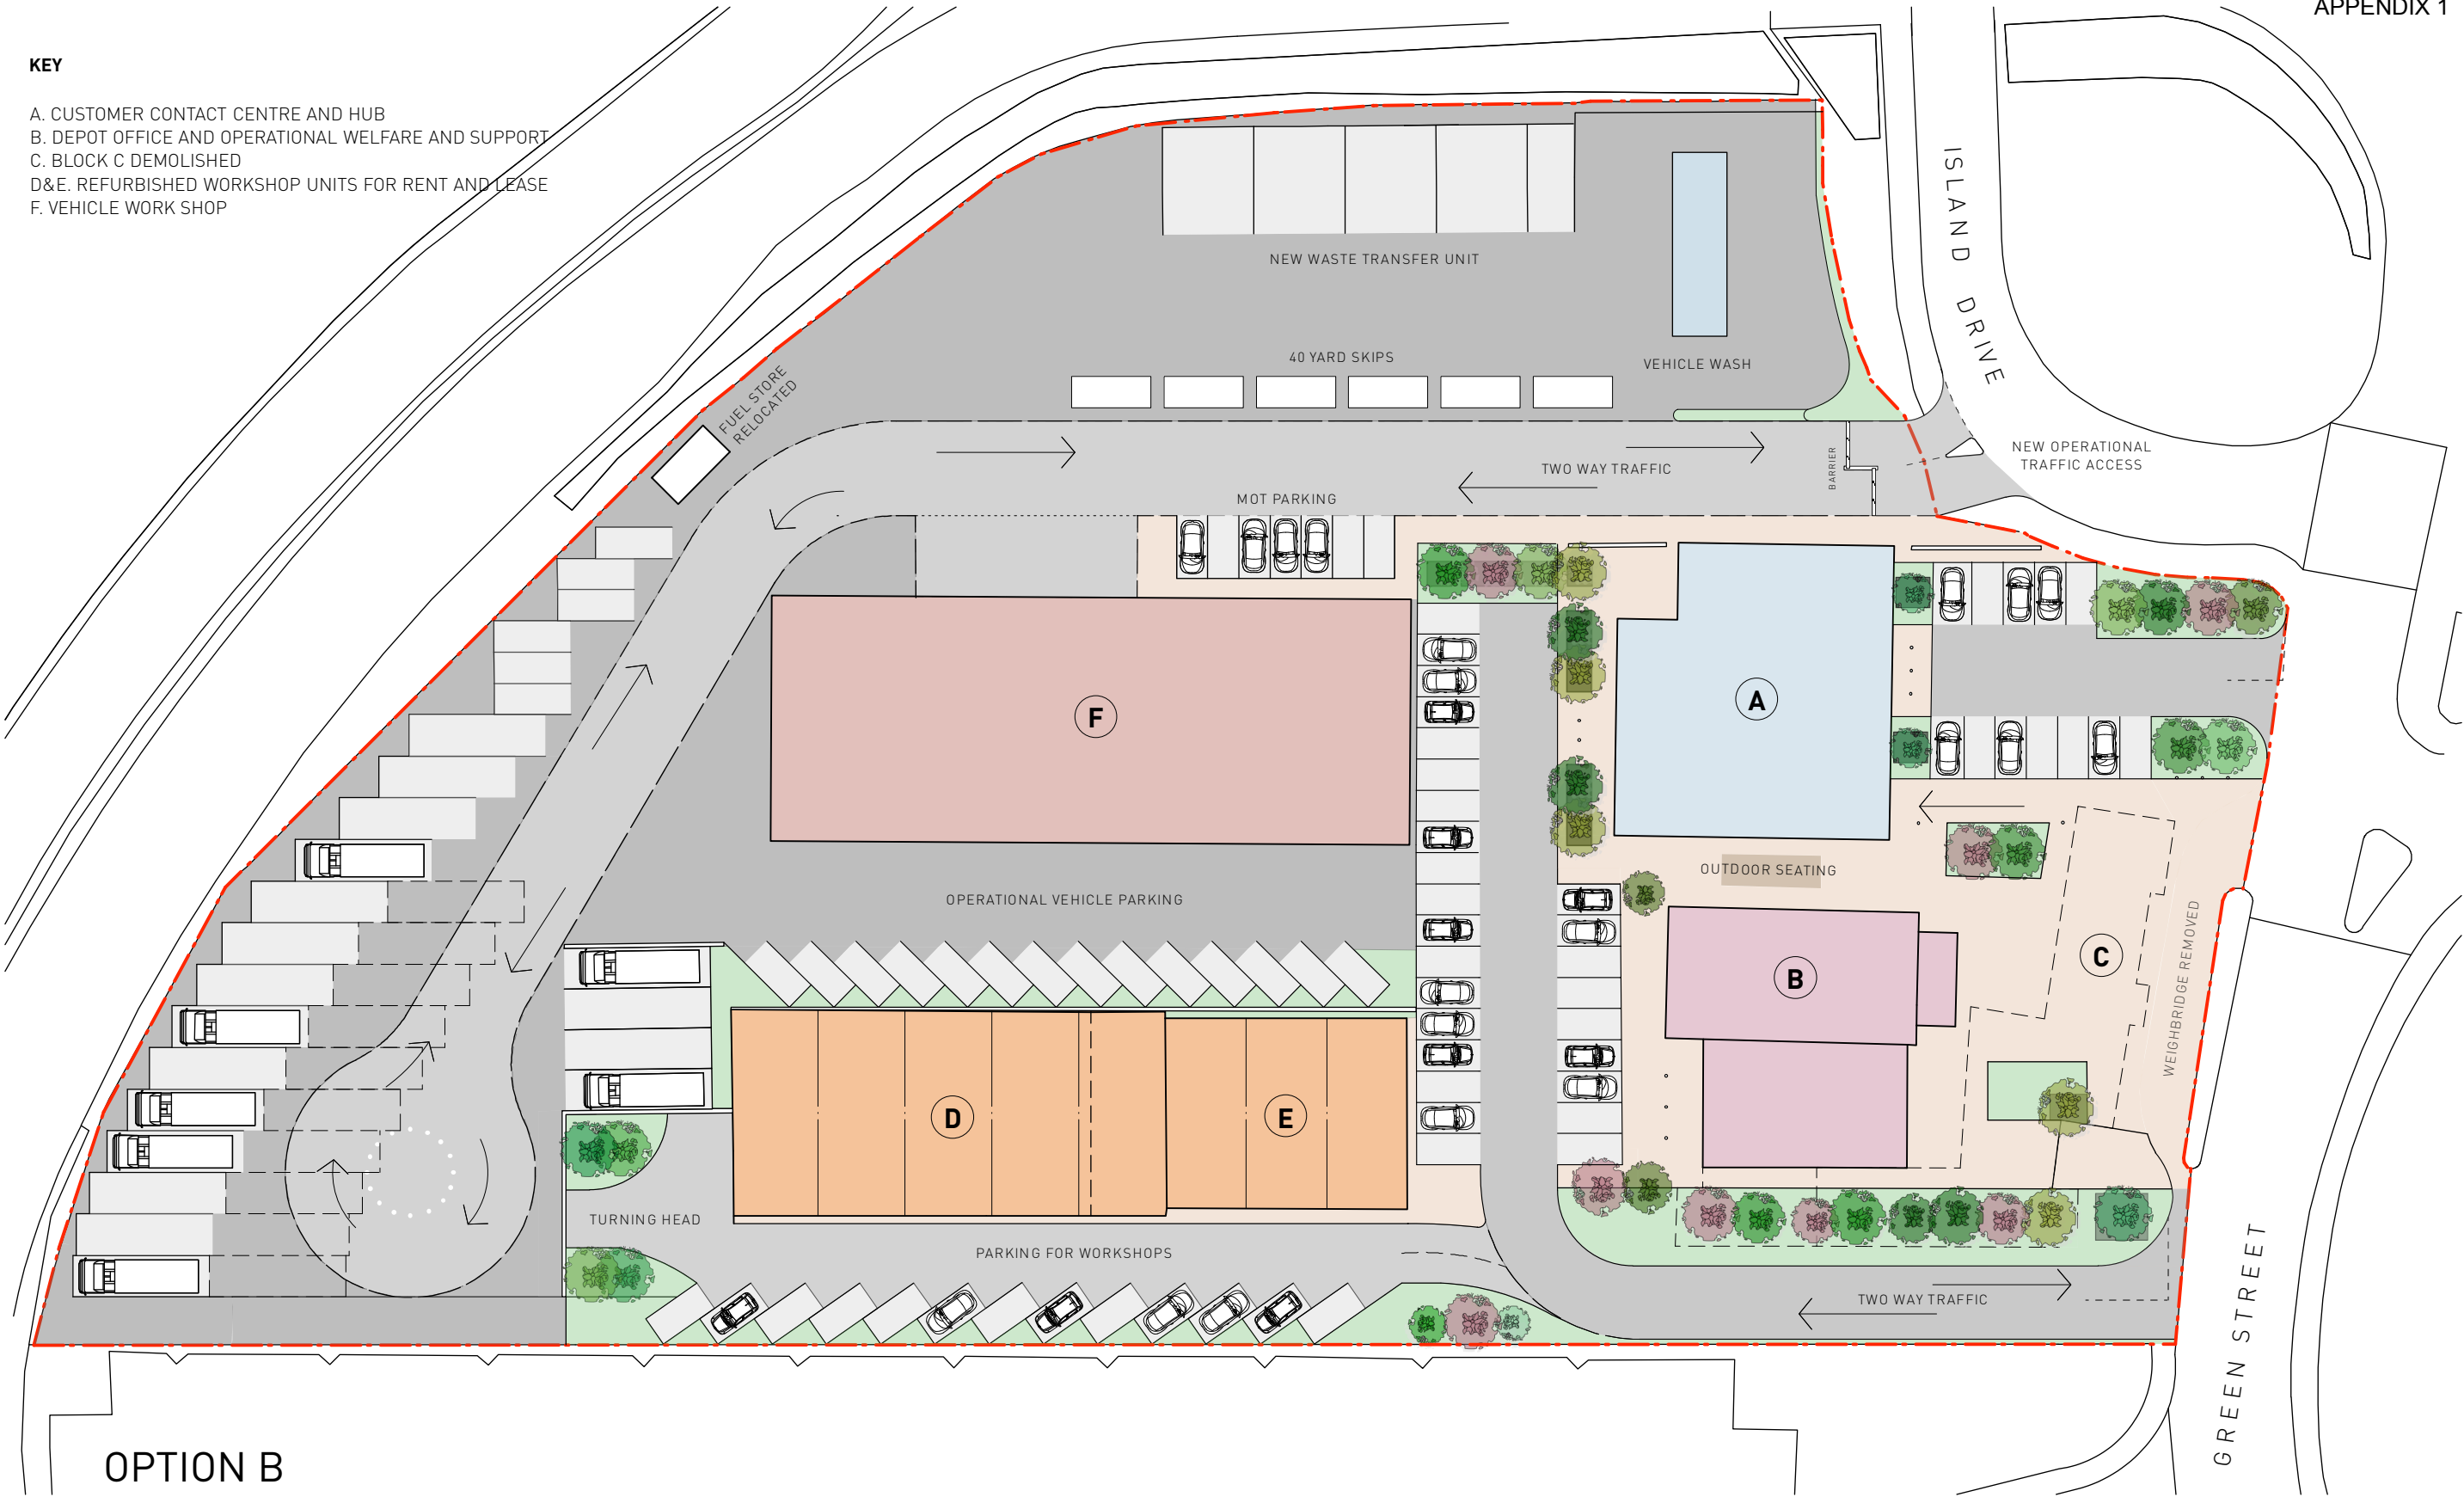 APPENDIX 1
KEY
A. CUSTOMER CONTACT CENTRE AND HUB
B. DEPOT OFFICE AND OPERATIONAL WELFARE AND SUPPORT
C. BLOCK C DEMOLISHED
D&E. REFURBISHED WORKSHOP UNITS FOR RENT AND LEASE
F. VEHICLE WORK SHOP
NEW WASTE TRANSFER UNIT
ISLAND DRIVE
40 YARD SKIPS
VEHICLE WASH
FUEL STORE
RELOCATED
NEW OPERATIONAL
TRAFFIC ACCESS
BARRIER
TWO WAY TRAFFIC
MOT PARKING
F
A
OUTDOOR SEATING
OPERATIONAL VEHICLE PARKING
B
C
WEIGHBRIDGE REMOVED
D
E
TURNING HEAD
PARKING FOR WORKSHOPS
TWO WAY TRAFFIC
GREEN STREET
OPTION B